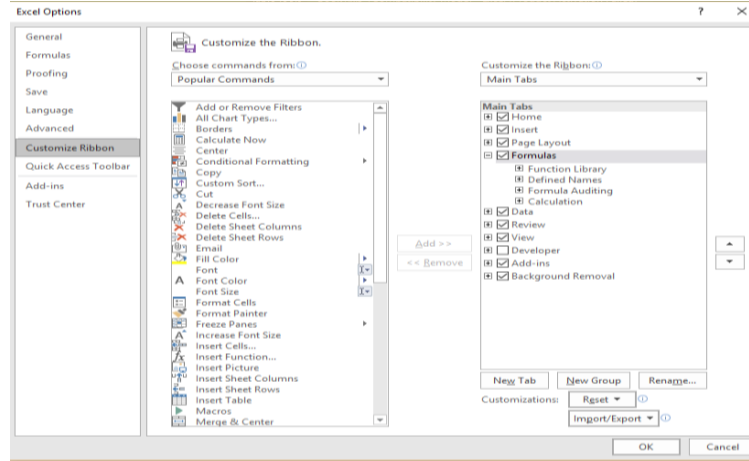 Excel Options ? ×
General
Formulas
Proofing
Save
Language
Advanced
Customize Ribbon
Quick Access Toolbar
Add-ins
Trust Center
Customize the Ribbon.
Choose commands from:
Popular Commands
Add or Remove Filters
All Chart Types...
Borders
Calculate Now
Center
Conditional Formatting
Copy
Custom Sort...
Cut
Decrease Font Size
Delete Cells...
Delete Sheet Columns
Delete Sheet Rows
Email
Fill Color
Font
Font Color
Font Size
Format Cells
Format Painter
Freeze Panes
Increase Font Size
Insert Cells...
Insert Function...
Insert Picture
Insert Sheet Columns
Insert Sheet Rows
Insert Table
Macros
Merge & Center
Add >>
<< Remove
Customize the Ribbon:
Main Tabs
Main Tabs
Home
Insert
Page Layout
Formulas
Function Library
Defined Names
Formula Auditing
Calculation
Data
Review
View
Developer
Add-ins
Background Removal
New Tab
New Group
Rename...
Customizations:
Reset
Import/Export
OK
Cancel